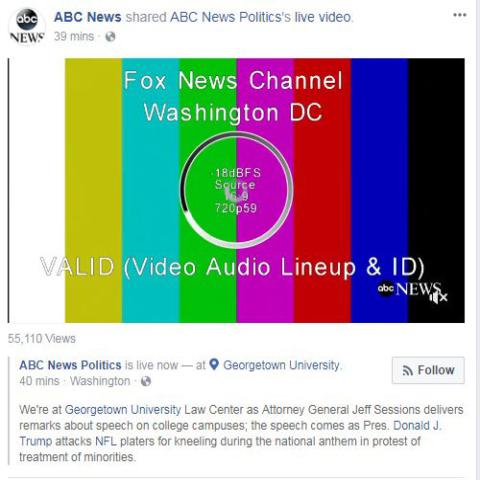 abc
NEWS
ABC News shared ABC News Politics's live video.
39 mins ·
Fox News Channel
Washington DC
-18dBFS
Source
16:9
720p59
VALID (Video Audio Lineup & ID)
abc NEWS
55,110 Views
ABC News Politics is live now — at Georgetown University.
40 mins · Washington ·
Follow
We're at Georgetown University Law Center as Attorney General Jeff Sessions delivers
remarks about speech on college campuses; the speech comes as Pres. Donald J.
Trump attacks NFL platers for kneeling during the national anthem in protest of
treatment of minorities.